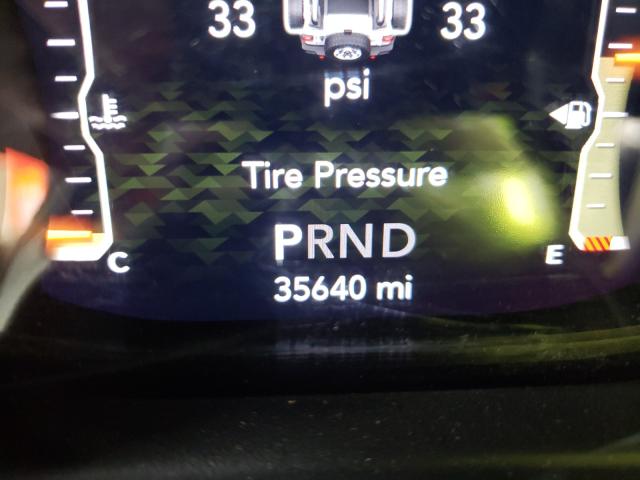 33 33
psi
Tire Pressure
PRND
35640 mi
C E